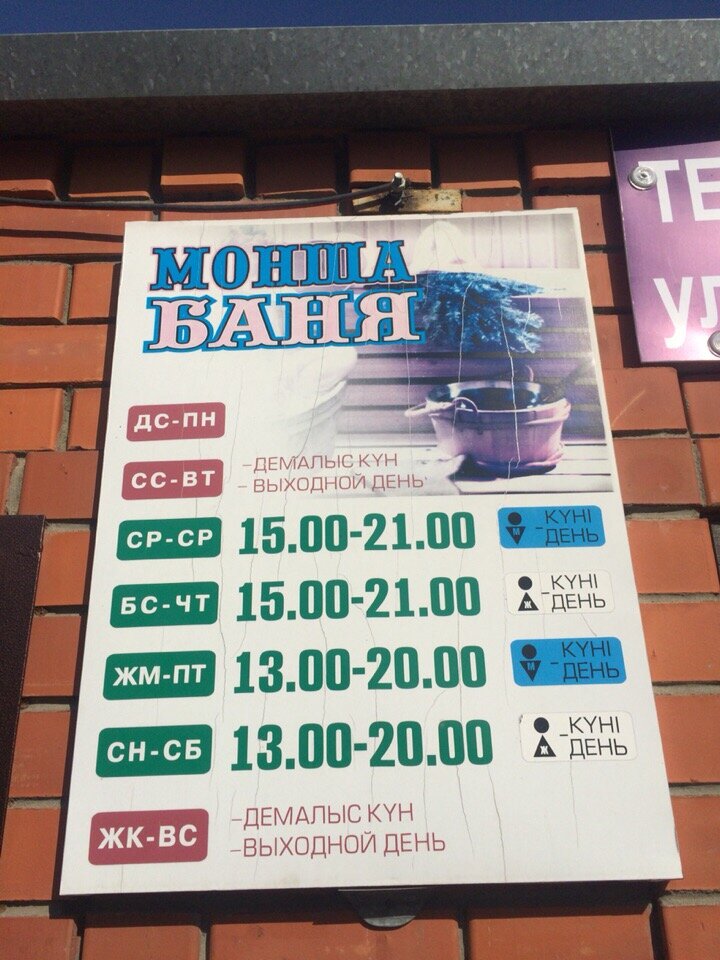 МОНША
БАНЯ
ДС-ПН
СС-ВТ
-ДЕМАЛЫС КҮН
- ВЫХОДНОЙ ДЕНЬ
СР-СР 15.00-21.00 М -КҮНІ
ДЕНЬ
БС-ЧТ 15.00-21.00 Ж -КҮНІ
ДЕНЬ
ЖМ-ПТ 13.00-20.00 М -КҮНІ
ДЕНЬ
СН-СБ 13.00-20.00 Ж -КҮНІ
ДЕНЬ
ЖК-ВС
-ДЕМАЛЫС КҮН
-ВЫХОДНОЙ ДЕНЬ